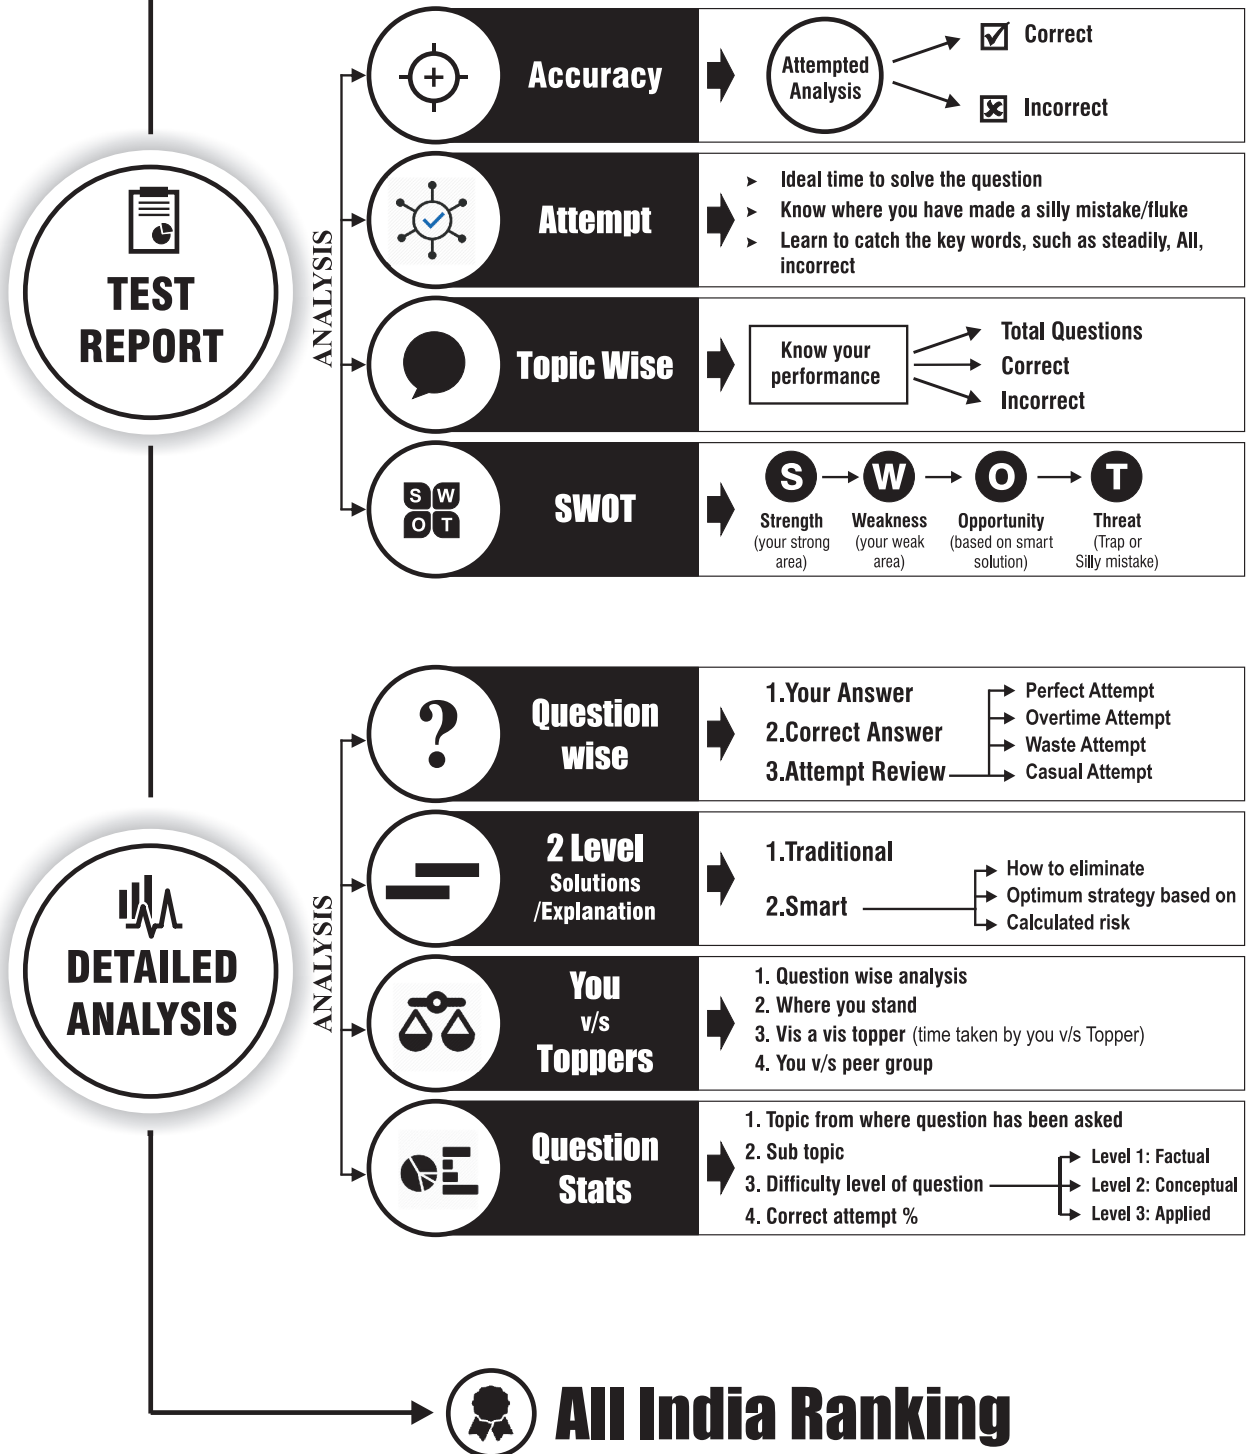 TEST
REPORT
ANALYSIS
Accuracy
Attempted
Analysis
Correct
Incorrect
Attempt
➤ Ideal time to solve the question
➤ Know where you have made a silly mistake/fluke
➤ Learn to catch the key words, such as steadily, All,
incorrect
Topic Wise
Know your
performance
Total Questions
Correct
Incorrect
S W
O T
SWOT
S W O T
Strength Weakness Opportunity Threat
(your strong (your weak (based on smart (Trap or
area) area) solution) Silly mistake)
DETAILED
ANALYSIS
ANALYSIS
?
Question
wise
1.Your Answer
2.Correct Answer
3.Attempt Review
Perfect Attempt
Overtime Attempt
Waste Attempt
Casual Attempt
2 Level
Solutions
/Explanation
1.Traditional
2.Smart
How to eliminate
Optimum strategy based on
Calculated risk
You
v/s
Toppers
1. Question wise analysis
2. Where you stand
3. Vis a vis topper (time taken by you v/s Topper)
4. You v/s peer group
Question
Stats
1. Topic from where question has been asked
2. Sub topic
3. Difficulty level of question
4. Correct attempt %
Level 1: Factual
Level 2: Conceptual
Level 3: Applied
All India Ranking